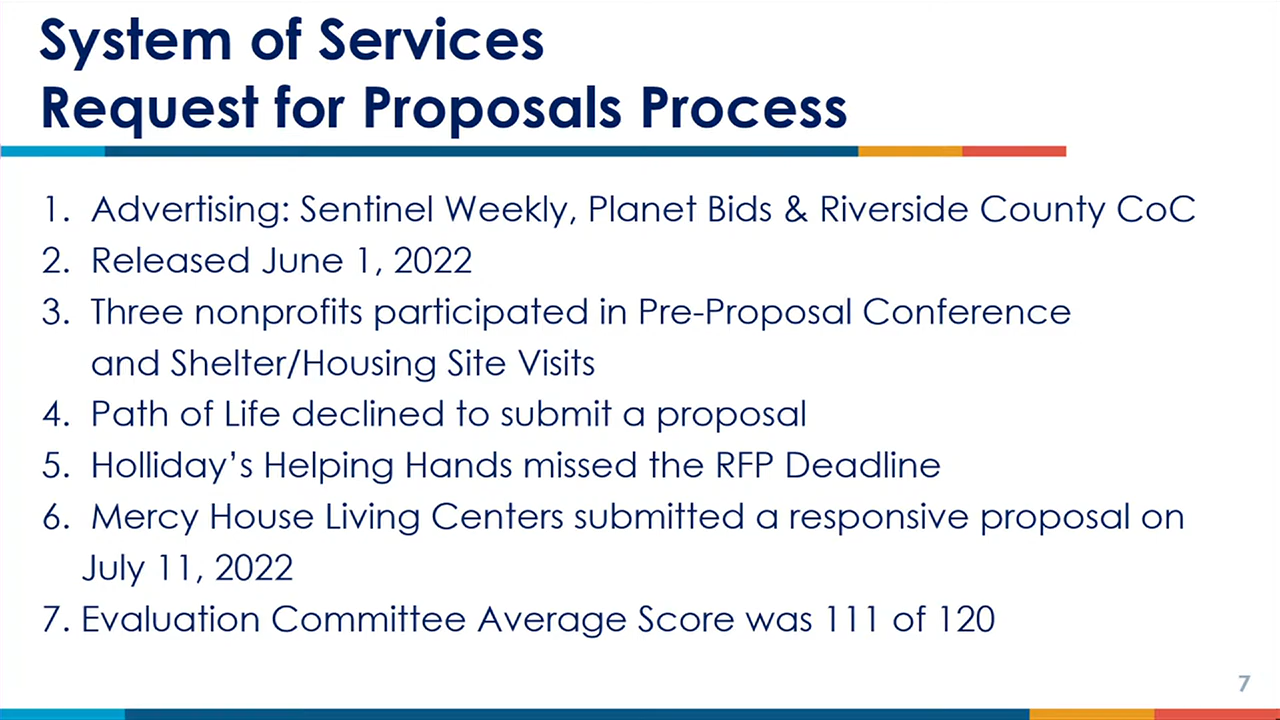 System of Services
Request for Proposals Process
1. Advertising: Sentinel Weekly, Planet Bids & Riverside County CoC
2. Released June 1, 2022
3. Three nonprofits participated in Pre-Proposal Conference
and Shelter/Housing Site Visits
4. Path of Life declined to submit a proposal
5. Holliday’s Helping Hands missed the RFP Deadline
6. Mercy House Living Centers submitted a responsive proposal on
July 11, 2022
7. Evaluation Committee Average Score was 111 of 120
7